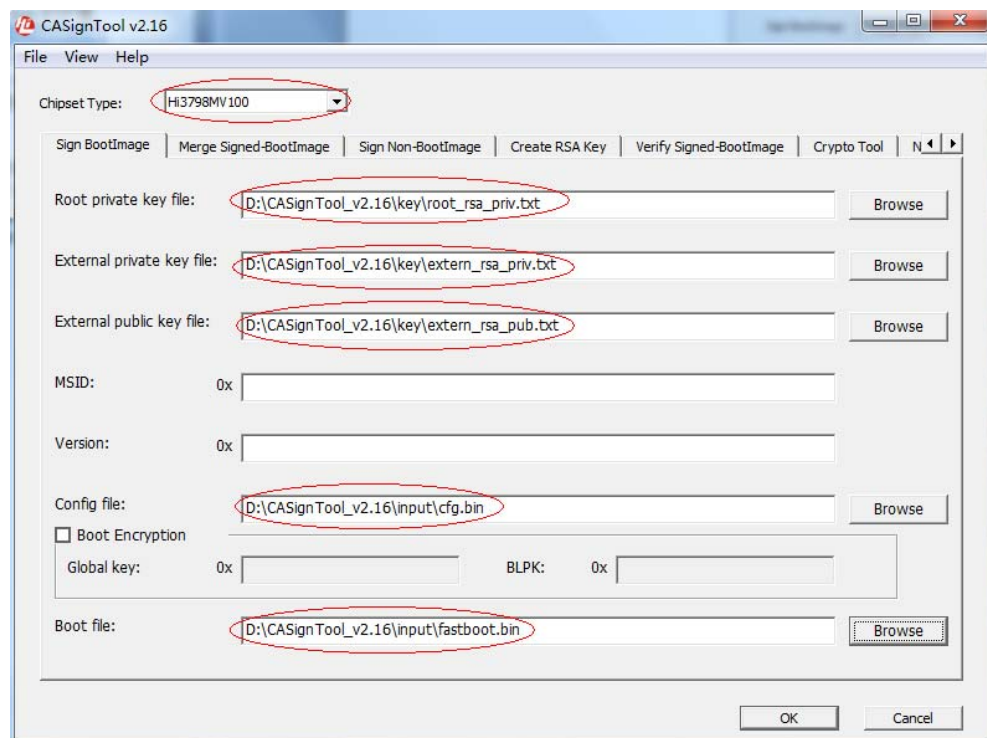 CASignTool v2.16
File View Help
Chipset Type: Hi3798MV100
Sign BootImage Merge Signed-BootImage Sign Non-BootImage Create RSA Key Verify Signed-BootImage Crypto Tool N
Root private key file: D:\CASignTool_v2.16\key\root_rsa_priv.txt Browse
External private key file: D:\CASignTool_v2.16\key\extern_rsa_priv.txt Browse
External public key file: D:\CASignTool_v2.16\key\extern_rsa_pub.txt Browse
MSID: 0x
Version: 0x
Config file: D:\CASignTool_v2.16\input\cfg.bin Browse
Boot Encryption
Global key: 0x BLPK: 0x
Boot file: D:\CASignTool_v2.16\input\fastboot.bin Browse
OK Cancel